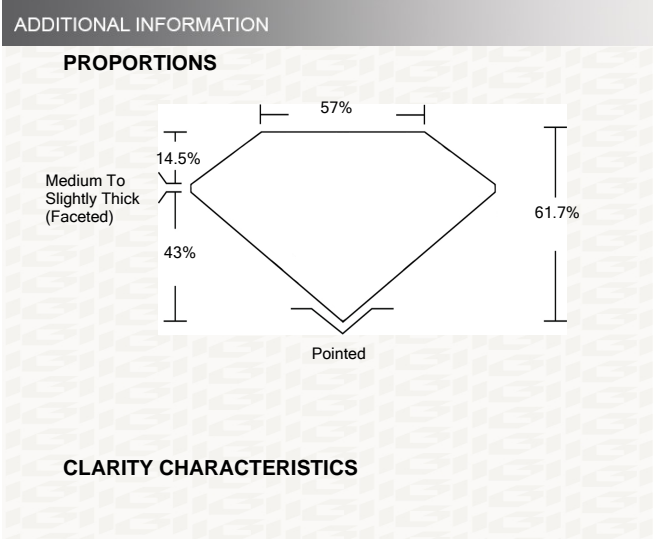 ADDITIONAL INFORMATION
PROPORTIONS
57%
14.5%
Medium To
Slightly Thick
(Faceted)
61.7%
43%
Pointed
CLARITY CHARACTERISTICS